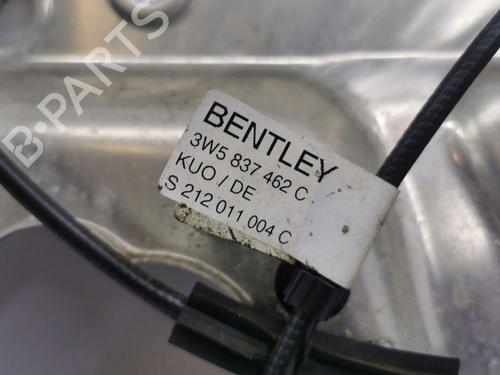 BENTLEY
3W5 837 462 C
KUO / DE
S 212 011 004 C
B-PARTS